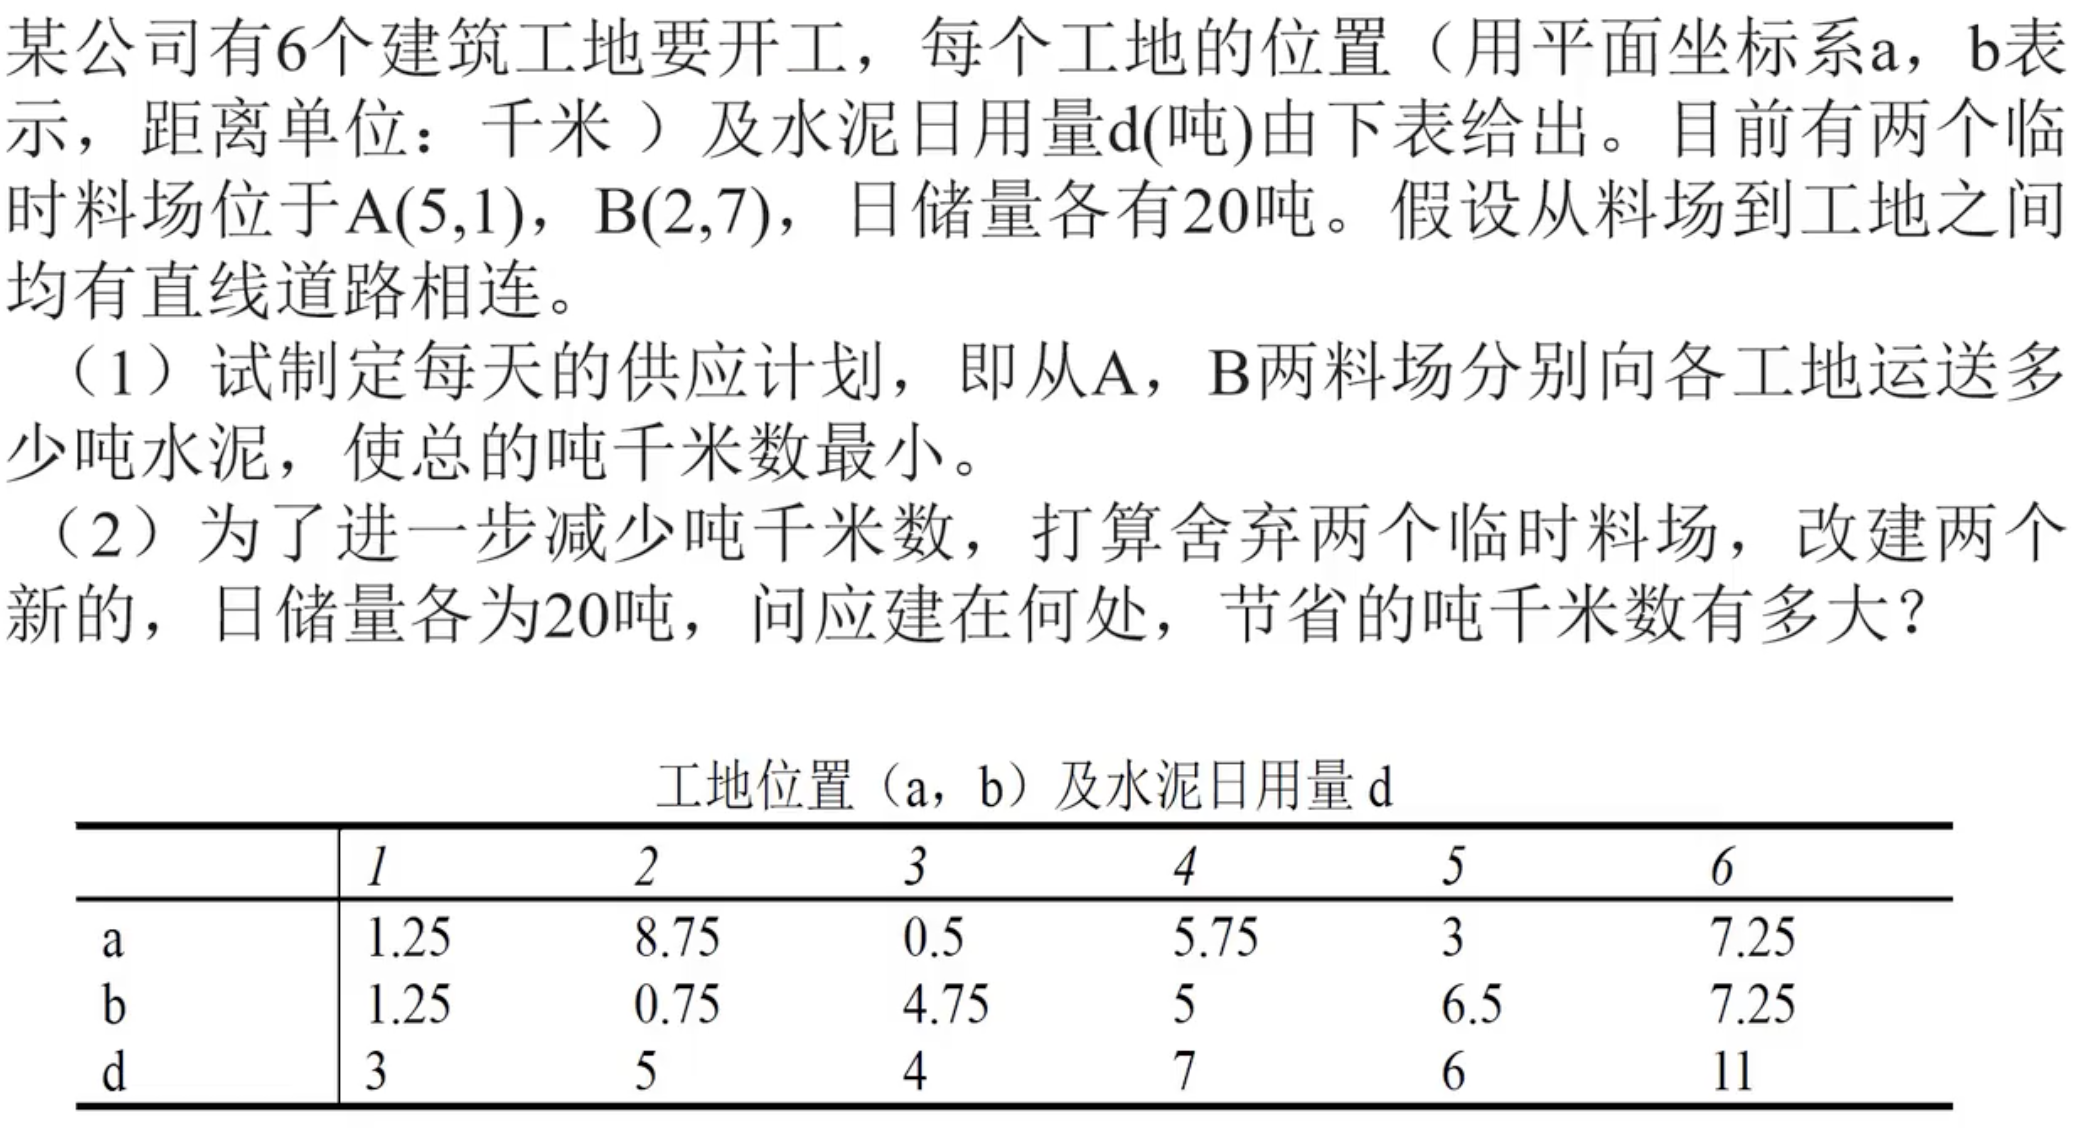 某公司有6个建筑工地要开工，每个工地的位置（用平面坐标系a，b表
示，距离单位：千米 ）及水泥日用量d(吨)由下表给出。目前有两个临
时料场位于A(5,1)，B(2,7)，日储量各有20吨。假设从料场到工地之间
均有直线道路相连。
（1）试制定每天的供应计划，即从A，B两料场分别向各工地运送多
少吨水泥，使总的吨千米数最小。
（2）为了进一步减少吨千米数，打算舍弃两个临时料场，改建两个
新的，日储量各为20吨，问应建在何处，节省的吨千米数有多大？
工地位置（a，b）及水泥日用量 d
1 2 3 4 5 6
a 1.25 8.75 0.5 5.75 3 7.25
b 1.25 0.75 4.75 5 6.5 7.25
d 3 5 4 7 6 11